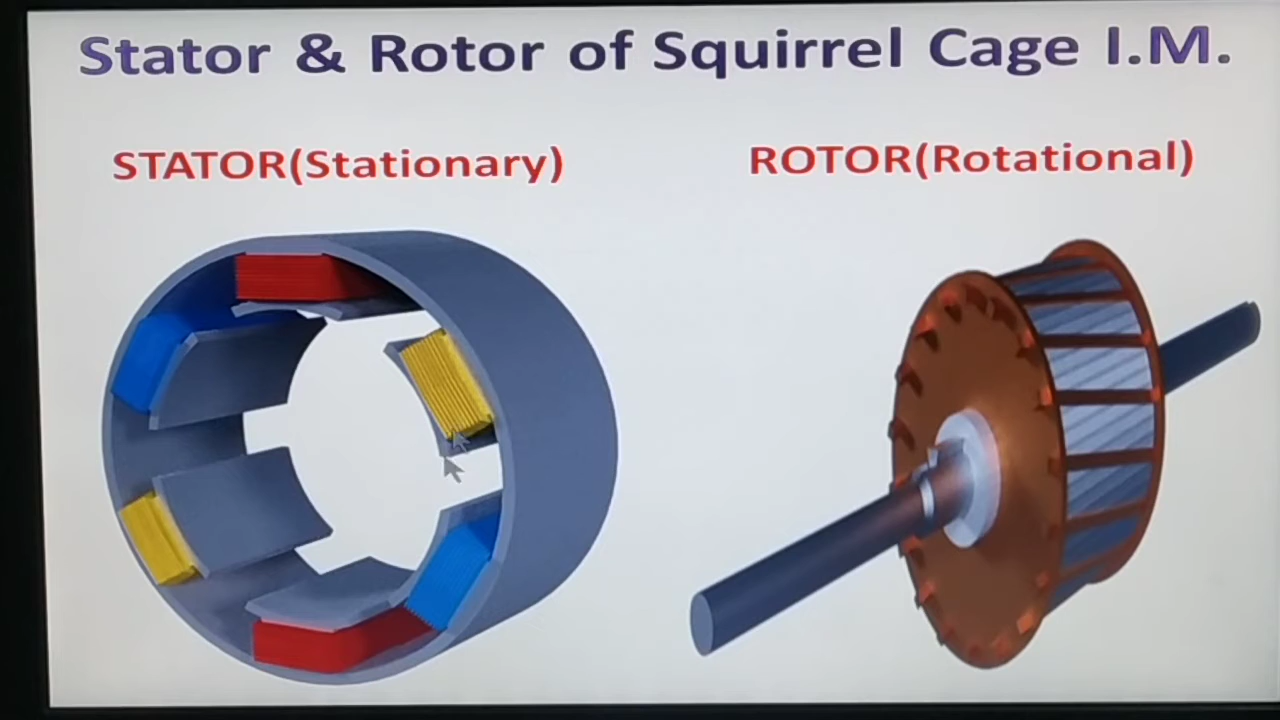 Stator & Rotor of Squirrel Cage I.M.
STATOR(Stationary)
ROTOR(Rotational)